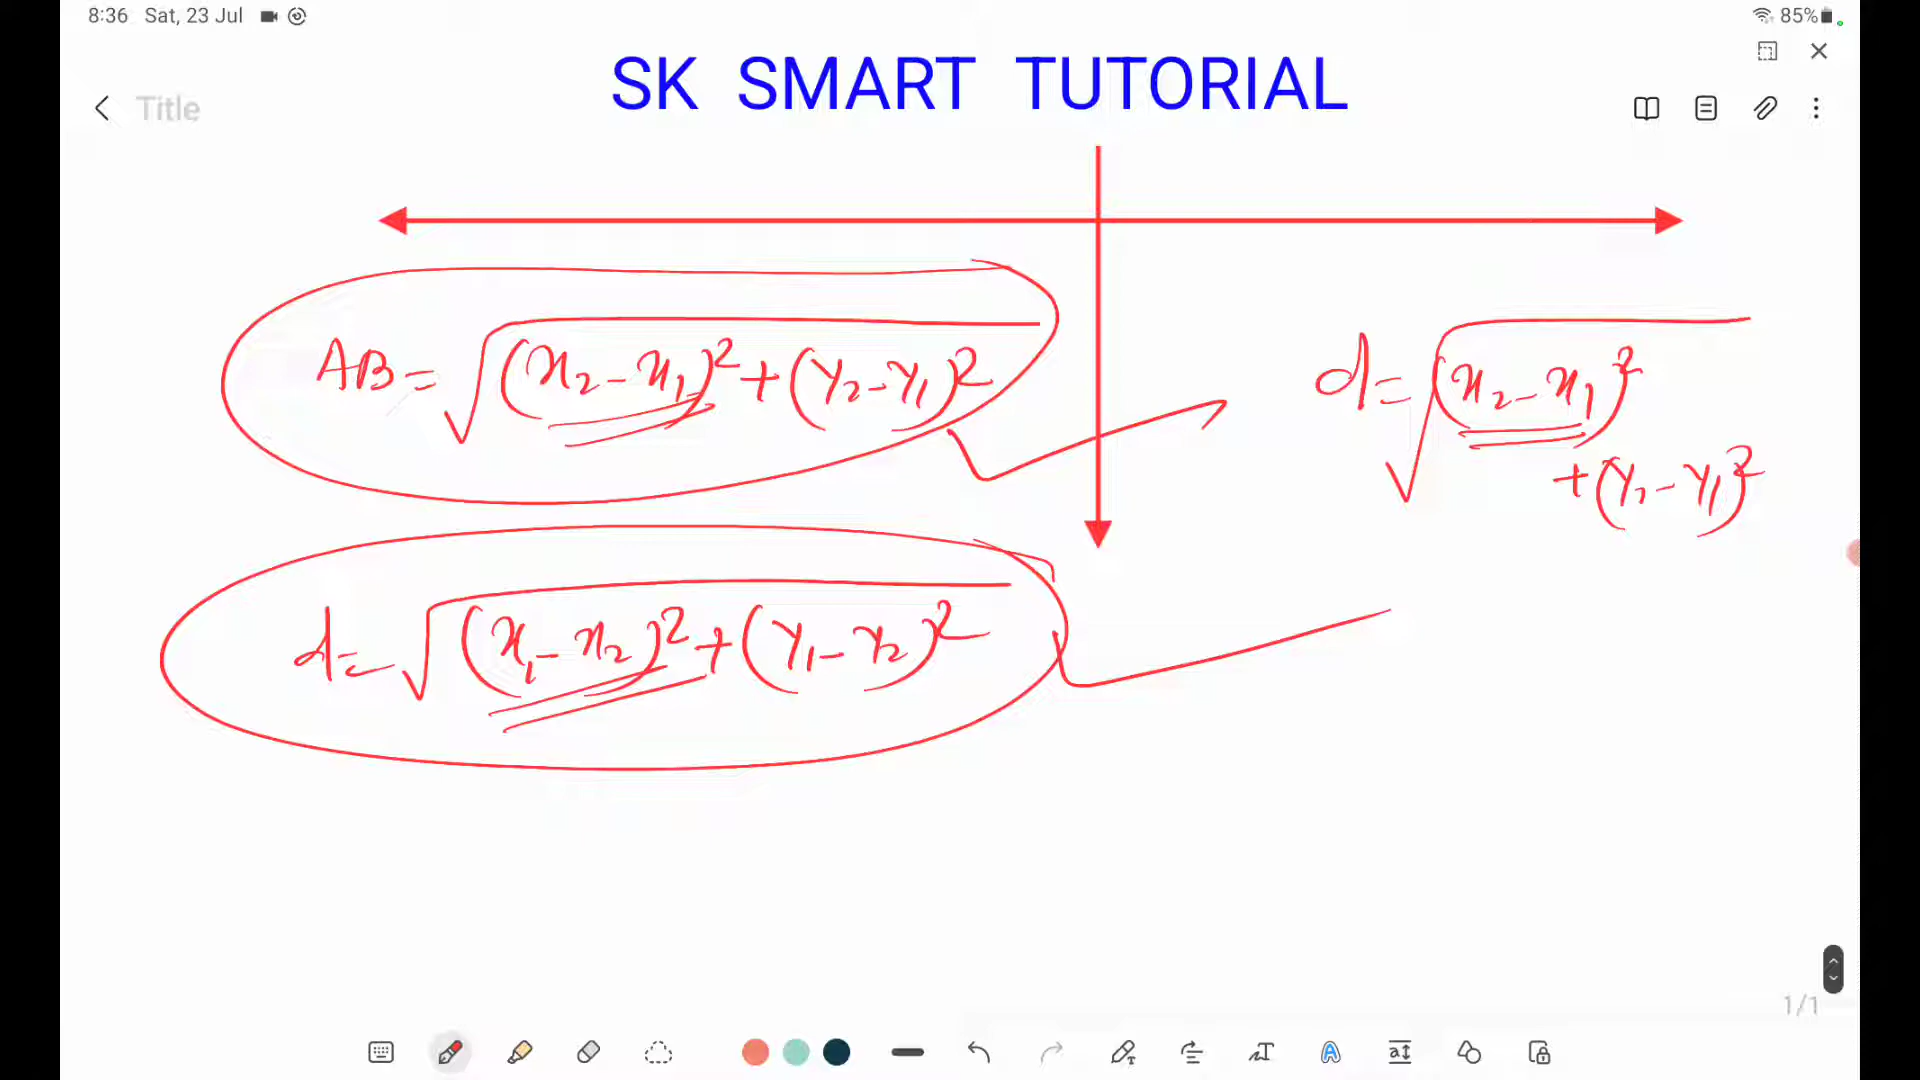 8:36 Sat, 23 Jul
85%
SK SMART TUTORIAL
Title
AB = √(x₂ - x₁)² + (y₂ - y₁)²
d = √(x₂ - x₁)²
+ (y₂ - y₁)²
d = √(x₁ - x₂)² + (y₁ - y₂)²
1/1